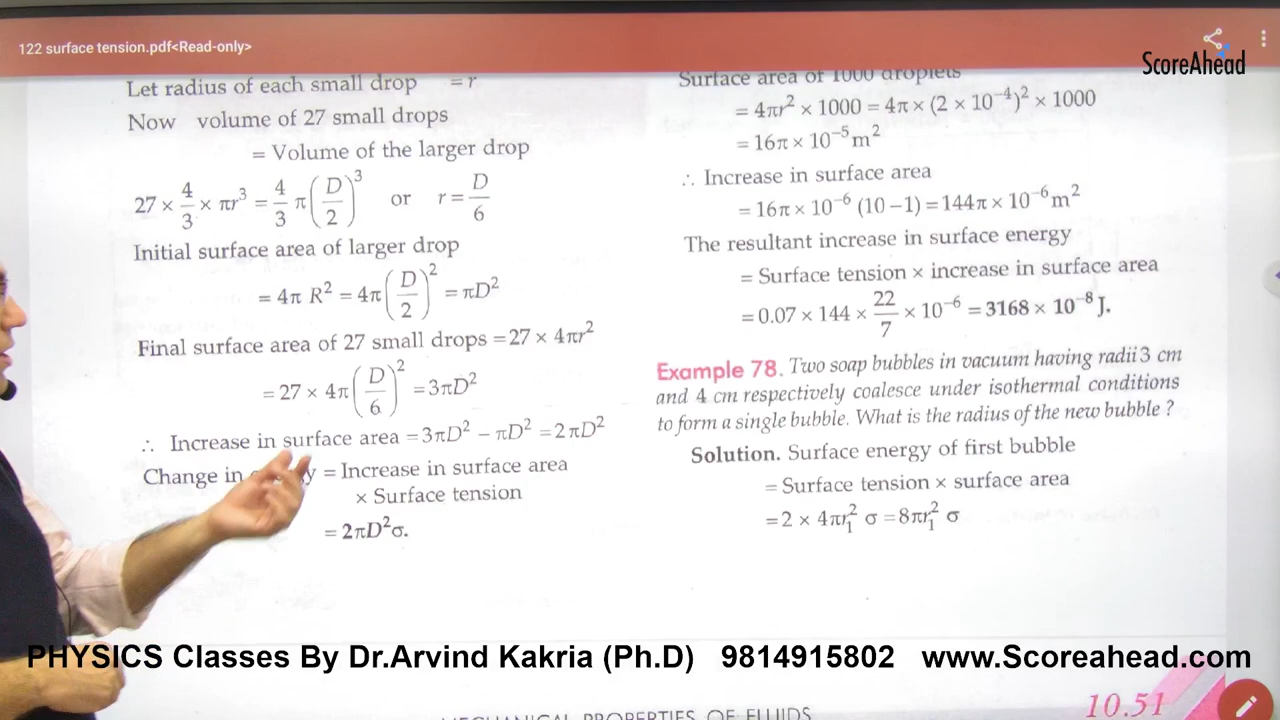 122 surface tension.pdf<Read-only>
ScoreAhead
Let radius of each small drop = r
Now volume of 27 small drops
= Volume of the larger drop
27 × 4/3 × πr³ = 4/3 π(D/2)³ or r = D/6
Initial surface area of larger drop
= 4π R² = 4π(D/2)² = πD²
Final surface area of 27 small drops = 27 × 4πr²
= 27 × 4π(D/6)² = 3πD²
∴ Increase in surface area = 3πD² − πD² = 2πD²
Change in y = Increase in surface area
× Surface tension
= 2πD²σ.
Surface area of 1000 droplets
= 4πr² × 1000 = 4π × (2 × 10⁻⁴)² × 1000
= 16π × 10⁻⁵ m²
∴ Increase in surface area
= 16π × 10⁻⁶ (10 − 1) = 144π × 10⁻⁶ m²
The resultant increase in surface energy
= Surface tension × increase in surface area
= 0.07 × 144 × 22/7 × 10⁻⁶ = 3168 × 10⁻⁸ J.
Example 78. Two soap bubbles in vacuum having radii 3 cm
and 4 cm respectively coalesce under isothermal conditions
to form a single bubble. What is the radius of the new bubble ?
Solution. Surface energy of first bubble
= Surface tension × surface area
= 2 × 4πr₁² σ = 8πr₁² σ
PHYSICS Classes By Dr.Arvind Kakria (Ph.D) 9814915802 www.Scoreahead.com
MECHANICAL PROPERTIES OF FLUIDS
10.51